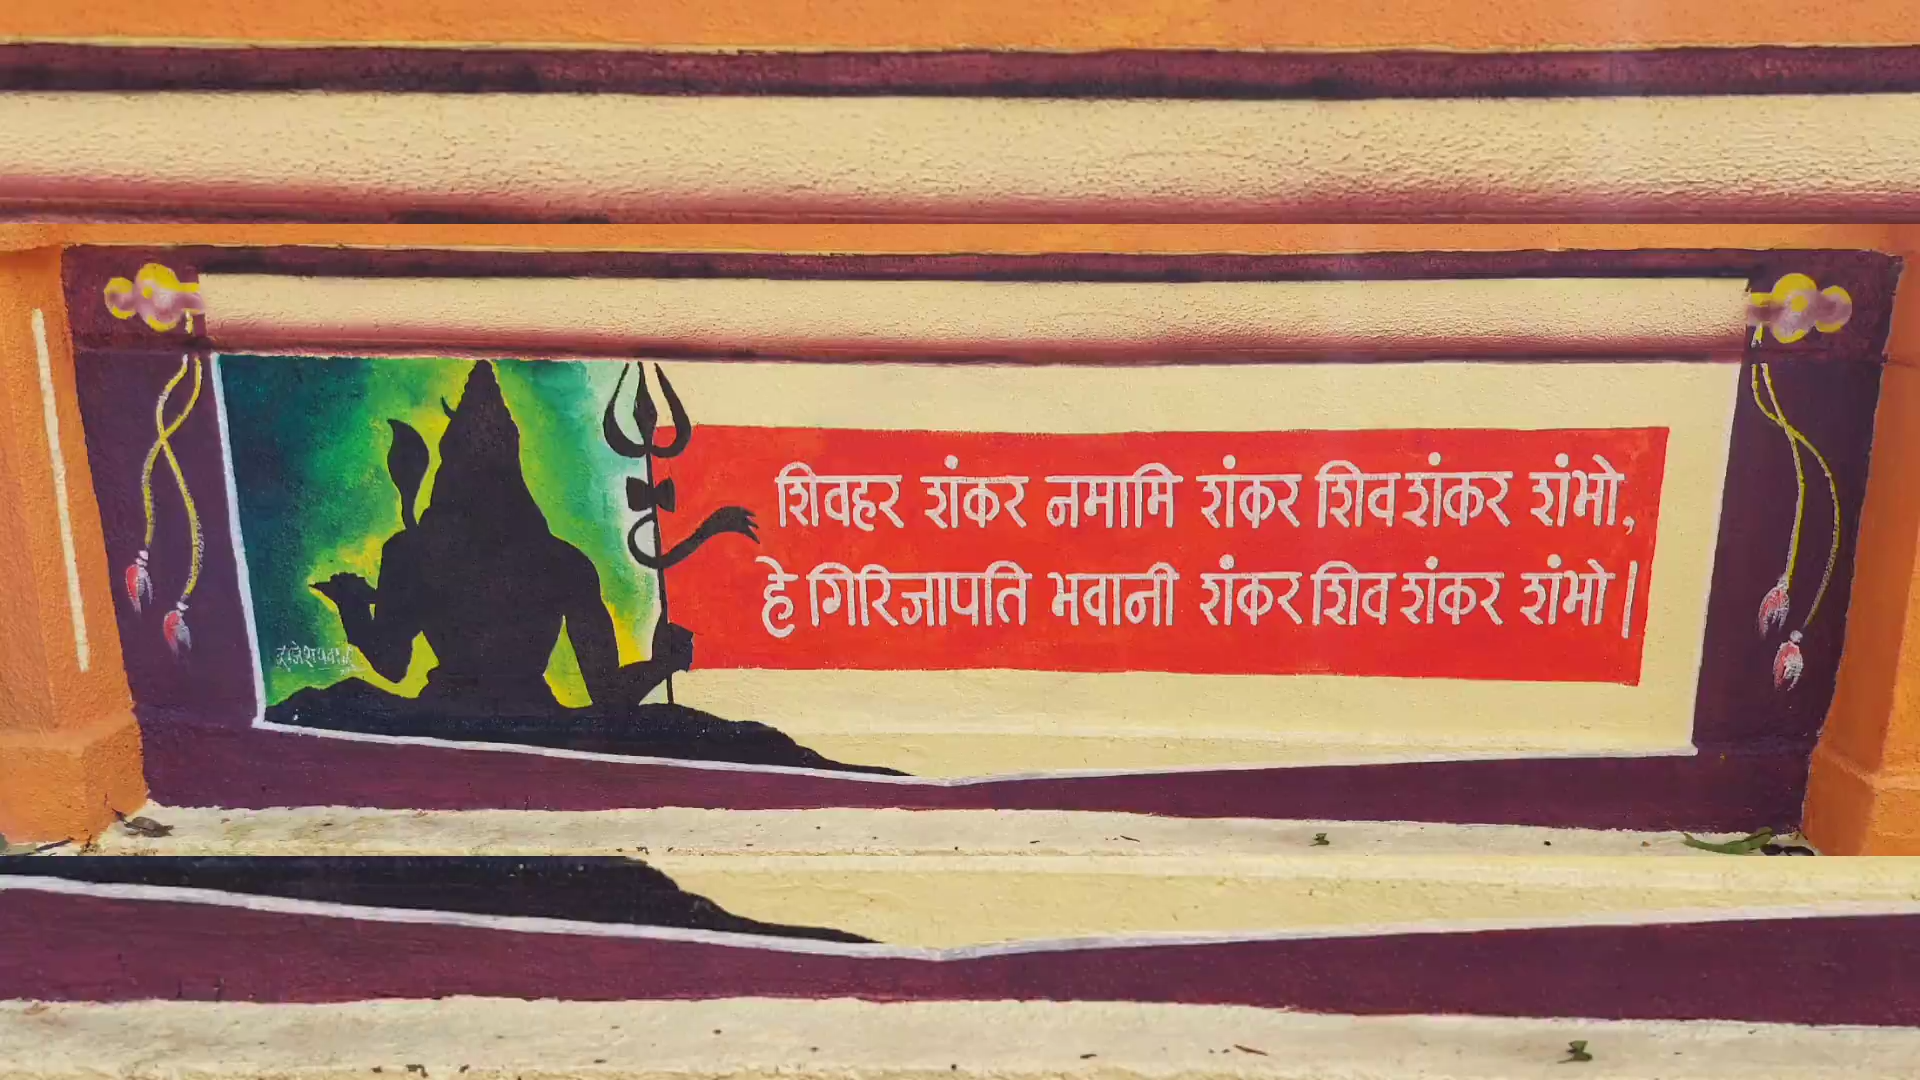 शिवहर शंकर नमामि शंकर शिव शंकर शंभो,
हे गिरिजापति भवानी शंकर शिव शंकर शंभो|